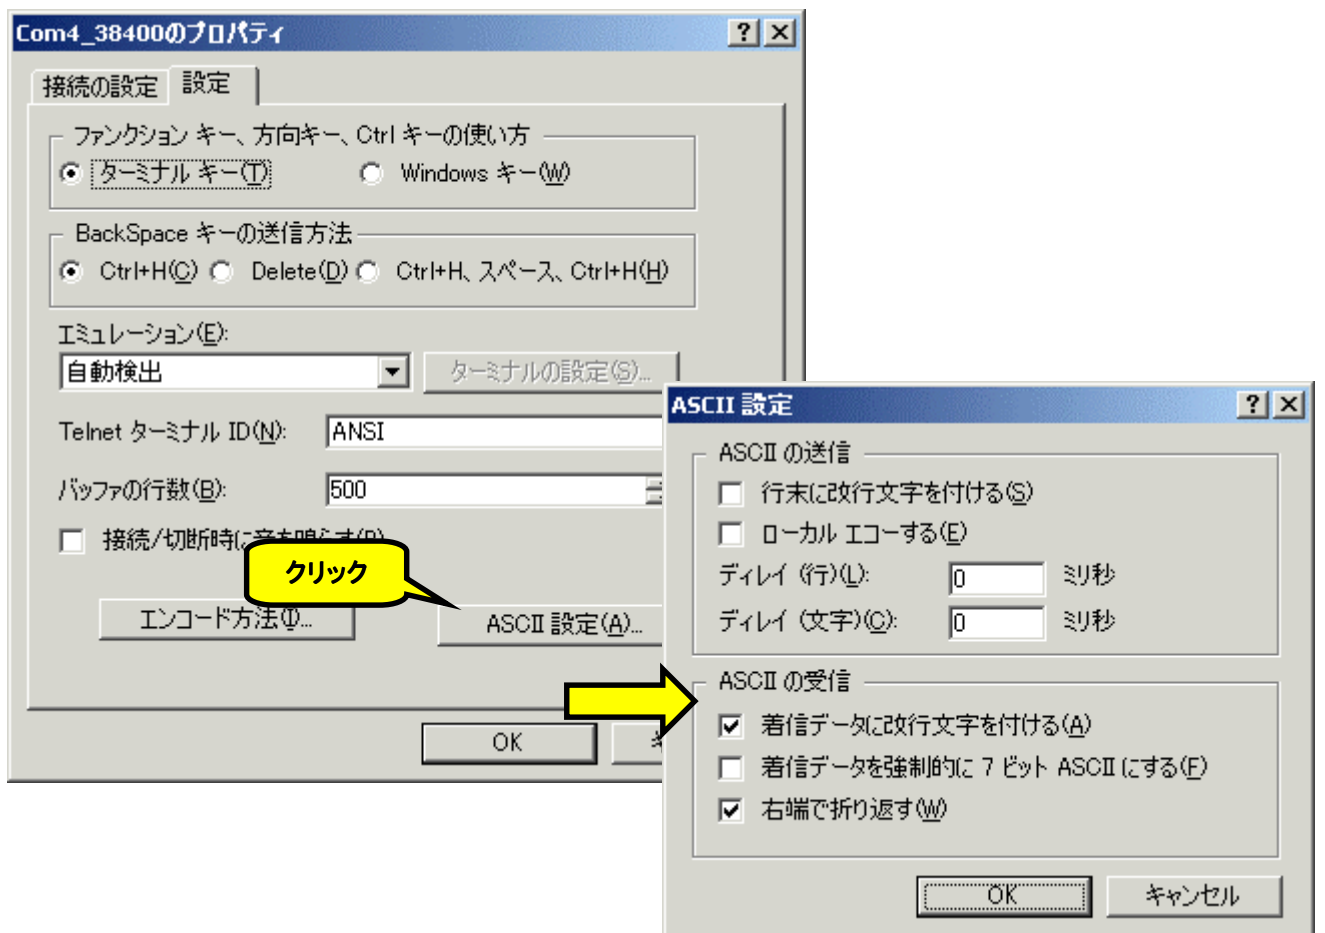 Com4_38400のプロパティ
接続の設定 設定
ファンクション キー、方向キー、Ctrl キーの使い方
ターミナル キー(T) Windows キー(W)
BackSpace キーの送信方法
Ctrl+H(C) Delete(D) Ctrl+H、スペース、Ctrl+H(H)
エミュレーション(E):
自動検出 ターミナルの設定(S)...
Telnet ターミナル ID(N): ANSI
バッファの行数(B): 500
接続/切断時に
クリック
エンコード方法(I)... ASCII 設定(A)...
OK
ASCII 設定
ASCII の送信
行末に改行文字を付ける(S)
ローカル エコーする(E)
ディレイ (行)(L): 0 ミリ秒
ディレイ (文字)(C): 0 ミリ秒
ASCII の受信
着信データに改行文字を付ける(A)
着信データを強制的に 7 ビット ASCII にする(F)
右端で折り返す(W)
OK キャンセル